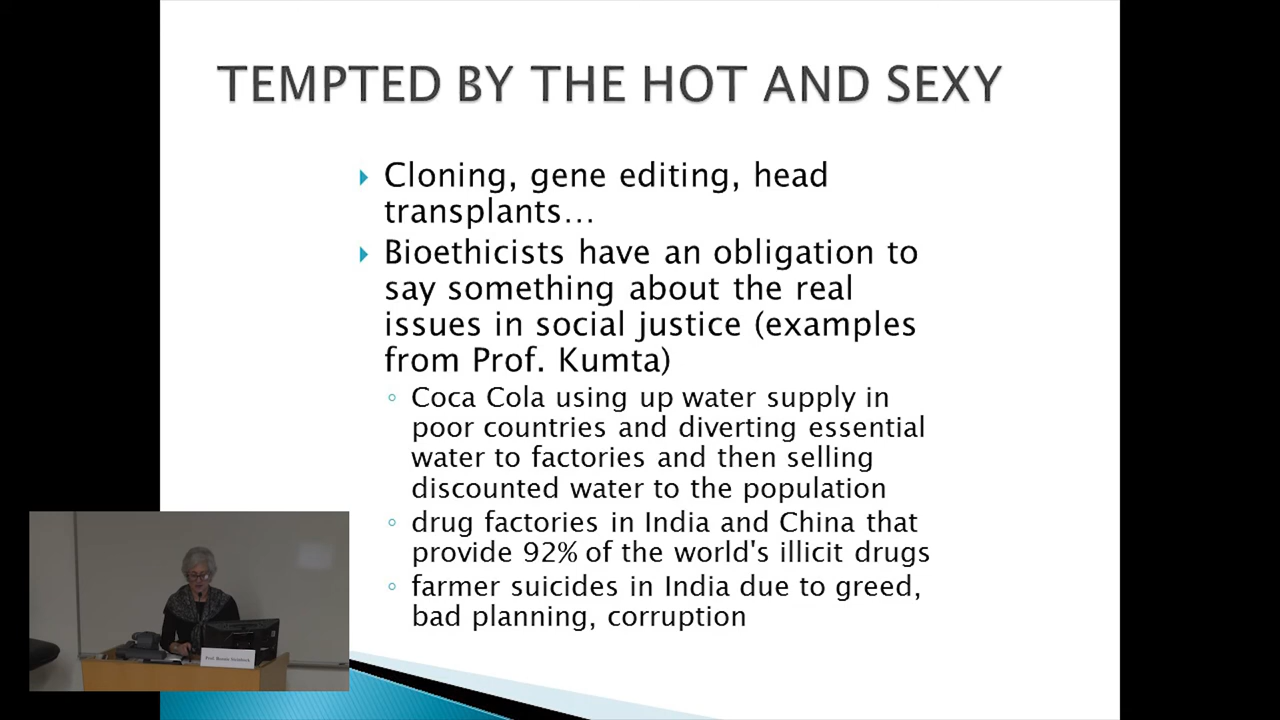 TEMPTED BY THE HOT AND SEXY
Cloning, gene editing, head
transplants…
Bioethicists have an obligation to
say something about the real
issues in social justice (examples
from Prof. Kumta)
Coca Cola using up water supply in
poor countries and diverting essential
water to factories and then selling
discounted water to the population
drug factories in India and China that
provide 92% of the world's illicit drugs
farmer suicides in India due to greed,
bad planning, corruption
Prof. Bonnie Steinbock